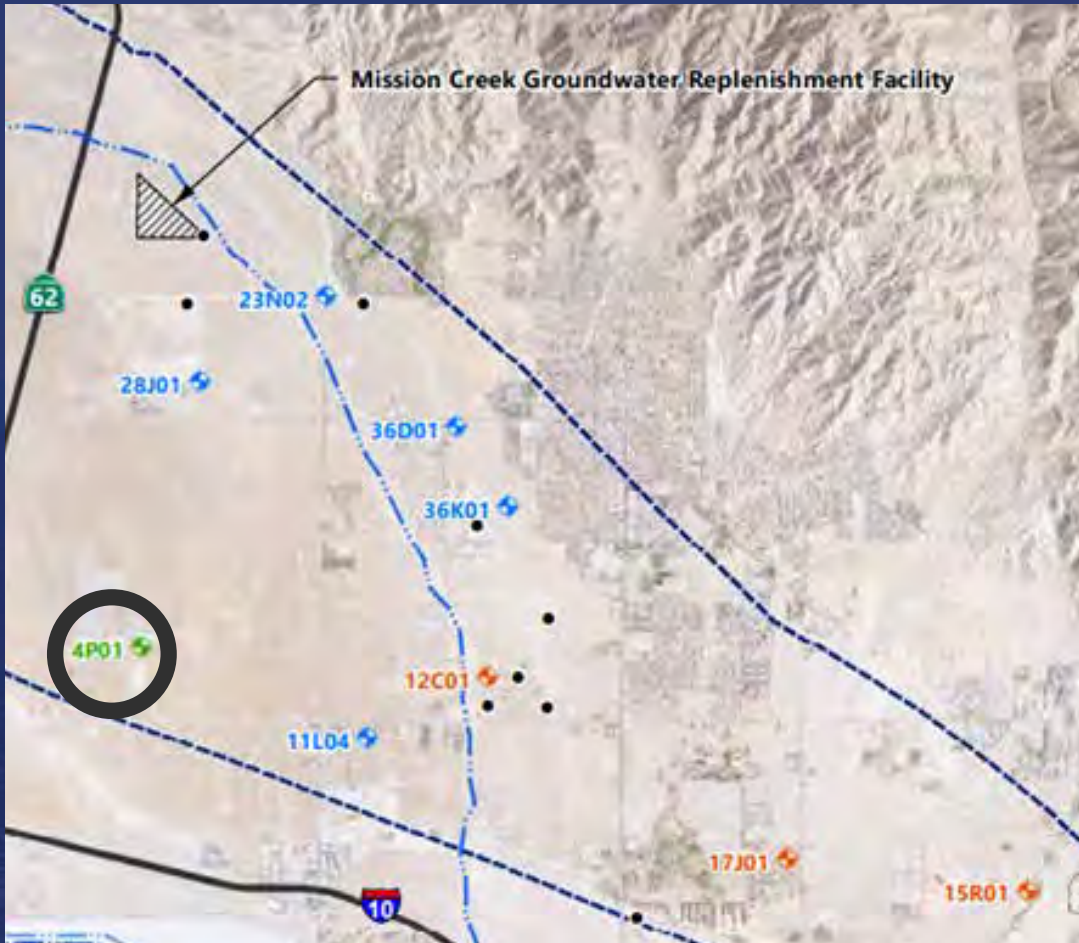 Mission Creek Groundwater Replenishment Facility
62
23N02
28J01
36D01
36K01
4P01
12C01
11L04
17J01
15R01
10